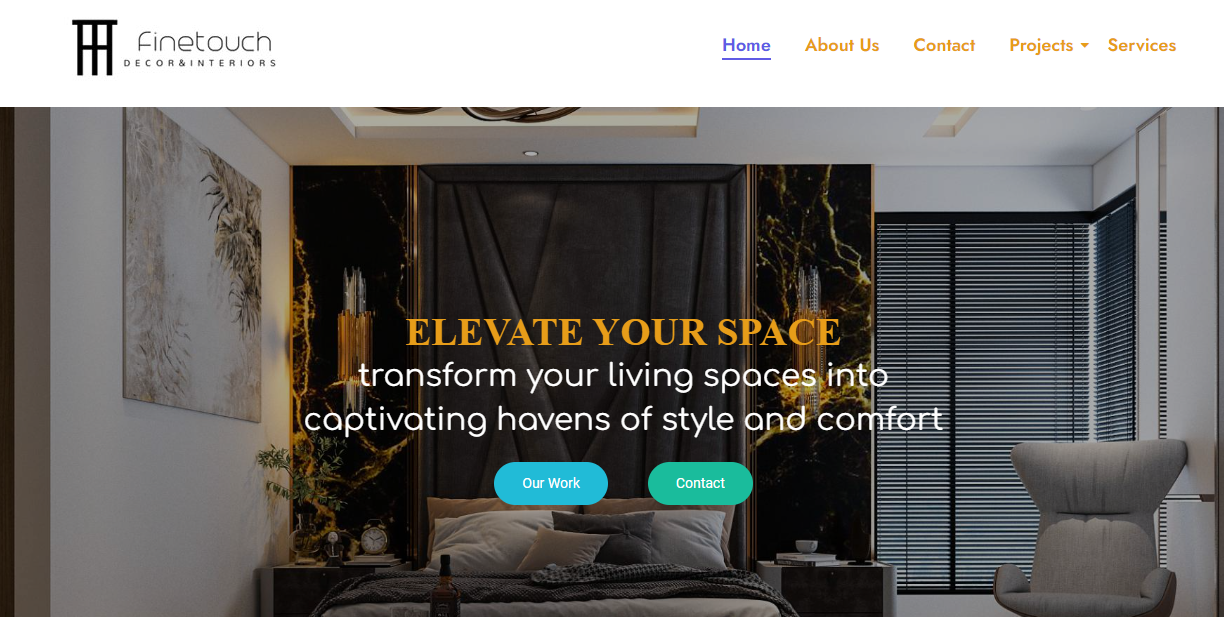 Finetouch
DECOR&INTERIORS
Home About Us Contact Projects Services
ELEVATE YOUR SPACE
transform your living spaces into
captivating havens of style and comfort
Our Work Contact